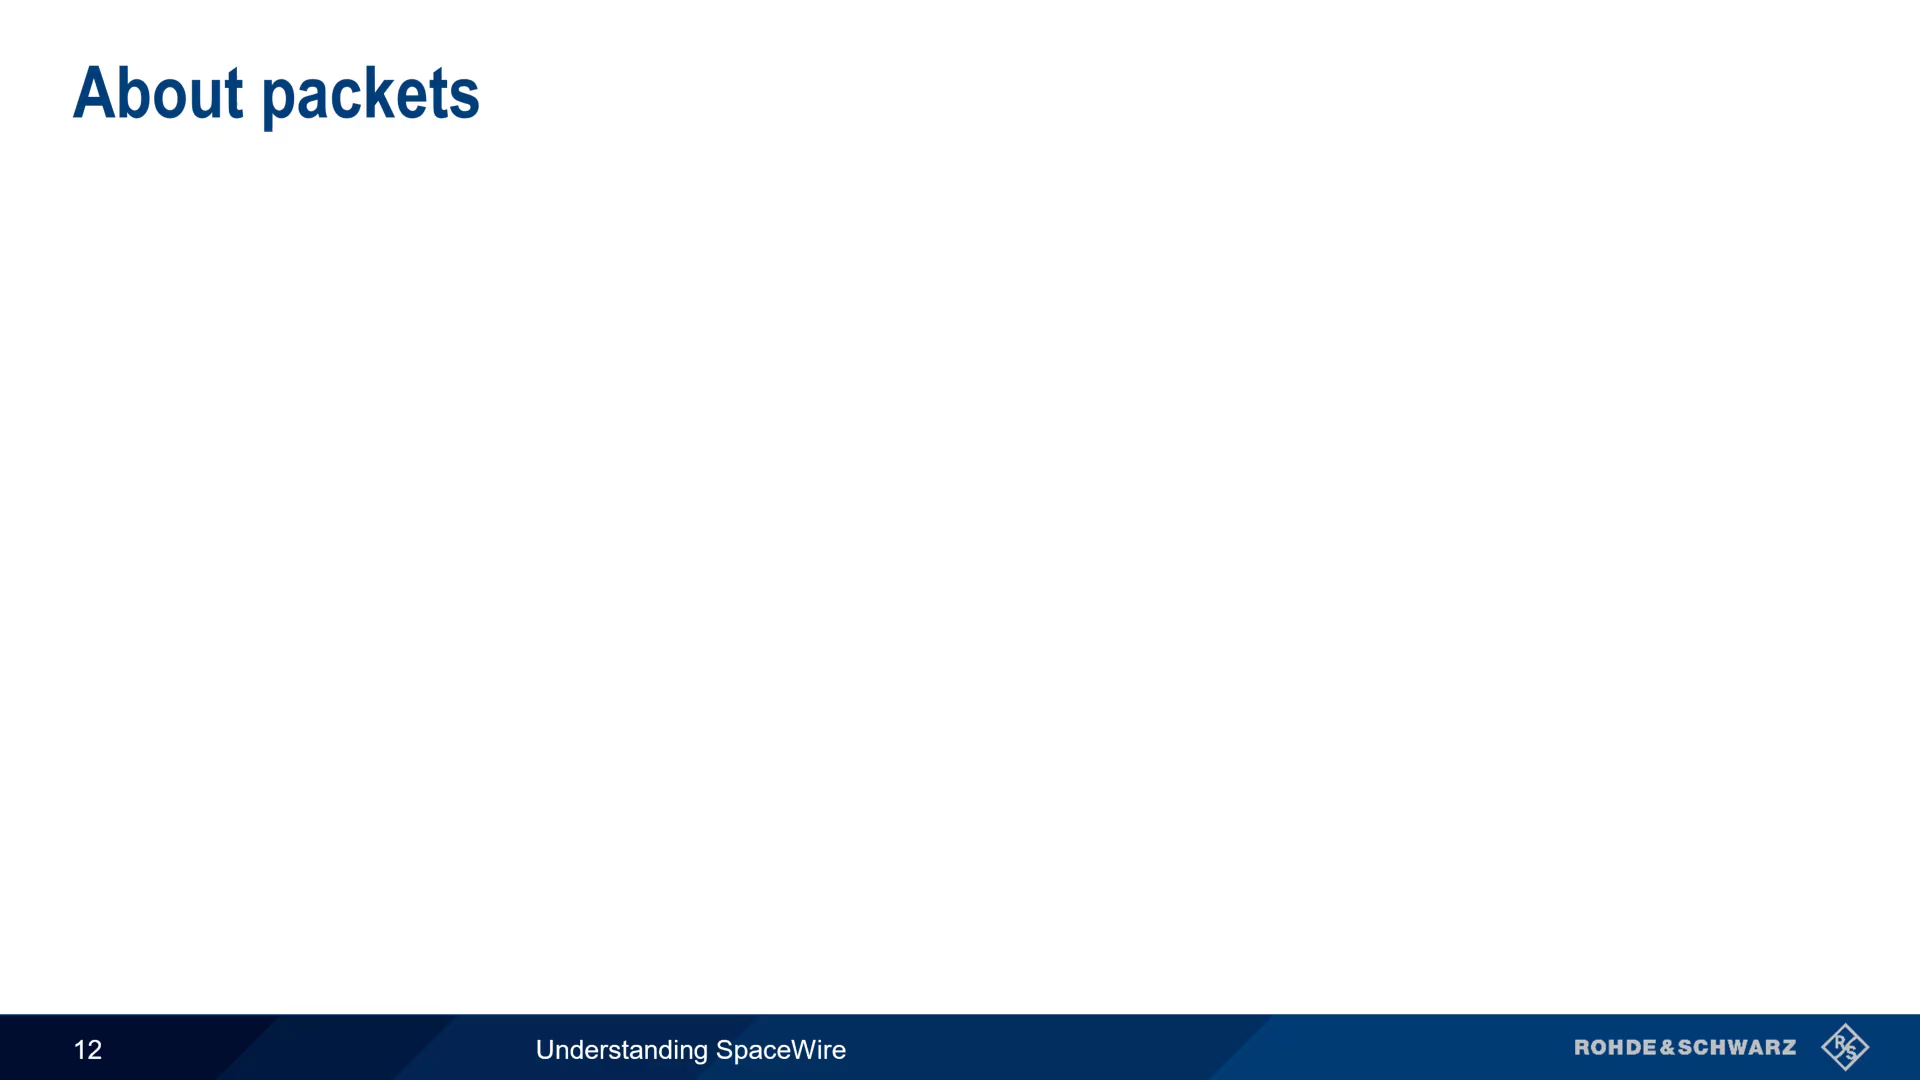 About packets
12
Understanding SpaceWire
ROHDE&SCHWARZ
R
S